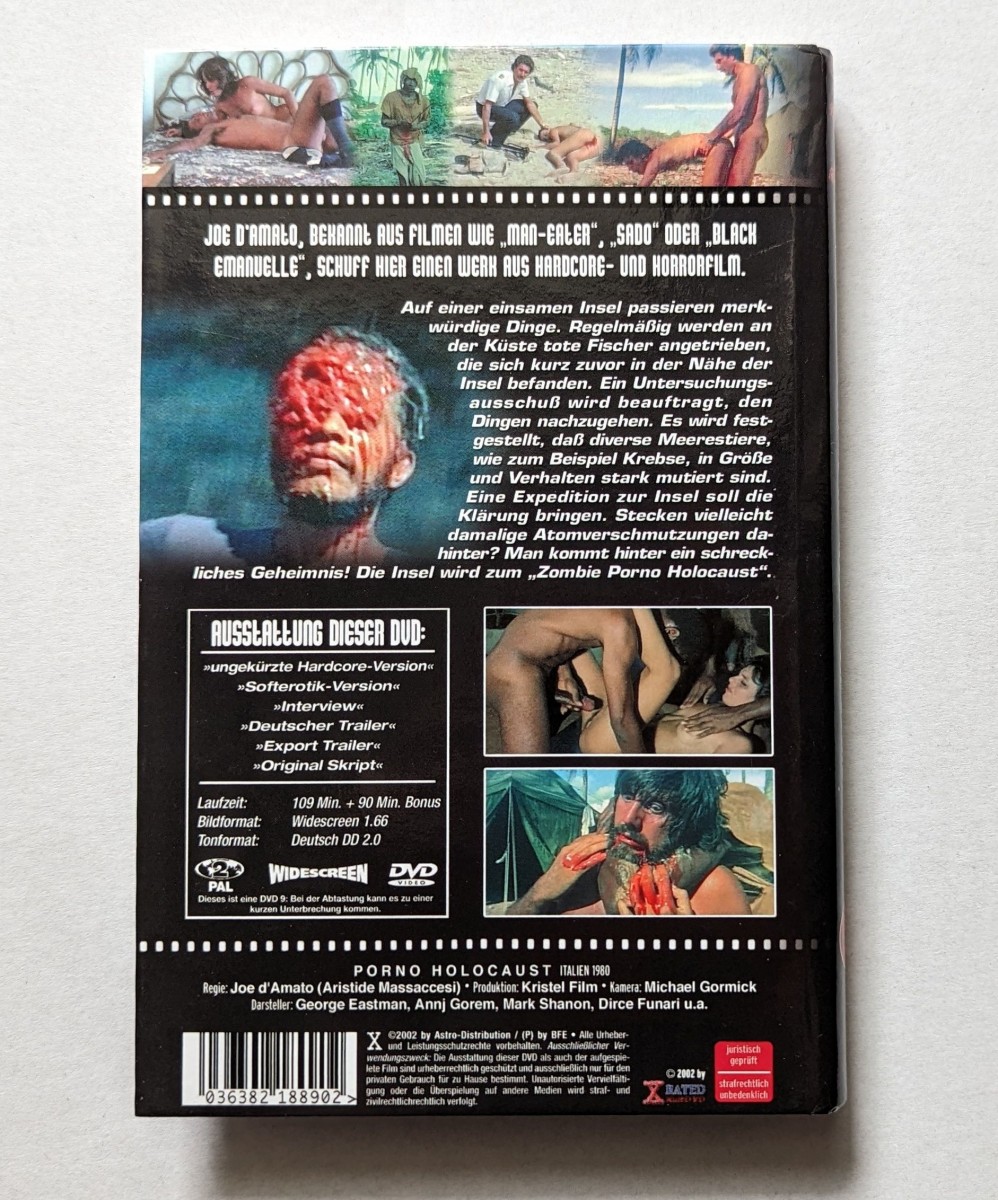 JOE D'AMATO, BEKANNT AUS FILMEN WIE „MAN-EATER“, „SADO“ ODER „BLACK
EMANUELLE“, SCHUFF HIER EINEN WERK AUS HARDCORE- UND HORRORFILM.
Auf einer einsamen Insel passieren merk-
würdige Dinge. Regelmäßig werden an
der Küste tote Fischer angetrieben,
die sich kurz zuvor in der Nähe der
Insel befanden. Ein Untersuchungs-
ausschuß wird beauftragt, den
Dingen nachzugehen. Es wird fest-
gestellt, daß diverse Meerestiere,
wie zum Beispiel Krebse, in Größe
und Verhalten stark mutiert sind.
Eine Expedition zur Insel soll die
Klärung bringen. Stecken vielleicht
damalige Atomverschmutzungen da-
hinter? Man kommt hinter ein schreck-
liches Geheimnis! Die Insel wird zum „Zombie Porno Holocaust“.
AUSSTATTUNG DIESER DVD:
»ungekürzte Hardcore-Version«
»Softerotik-Version«
»Interview«
»Deutscher Trailer«
»Export Trailer«
»Original Skript«
Laufzeit: 109 Min. + 90 Min. Bonus
Bildformat: Widescreen 1.66
Tonformat: Deutsch DD 2.0
2 PAL WIDESCREEN DVD VIDEO
Dieses ist eine DVD 9: Bei der Abtastung kann es zu einer
kurzen Unterbrechung kommen.
PORNO HOLOCAUST ITALIEN 1980
Regie: Joe d'Amato (Aristide Massaccesi) • Produktion: Kristel Film • Kamera: Michael Gormick
Darsteller: George Eastman, Annj Gorem, Mark Shanon, Dirce Funari u.a.
X ©2002 by Astro-Distribution / (P) by BFE • Alle Urheber-
und Leistungsschutzrechte vorbehalten. Ausschließlicher Ver-
wendungszweck: Die Ausstattung dieser DVD als auch der aufgespie-
lete Film sind urheberrechtlich geschützt und ausschließlich nur für den
privaten Gebrauch für zu Hause bestimmt. Unautorisierte Vervielfälti-
gung oder die Überspielung auf andere Medien wird straf- und
zivilrechtlichrechtlich verfolgt.
036382 188902 >
© 2002 by
X RATED
juristisch
geprüft
strafrechtlich
unbedenklich